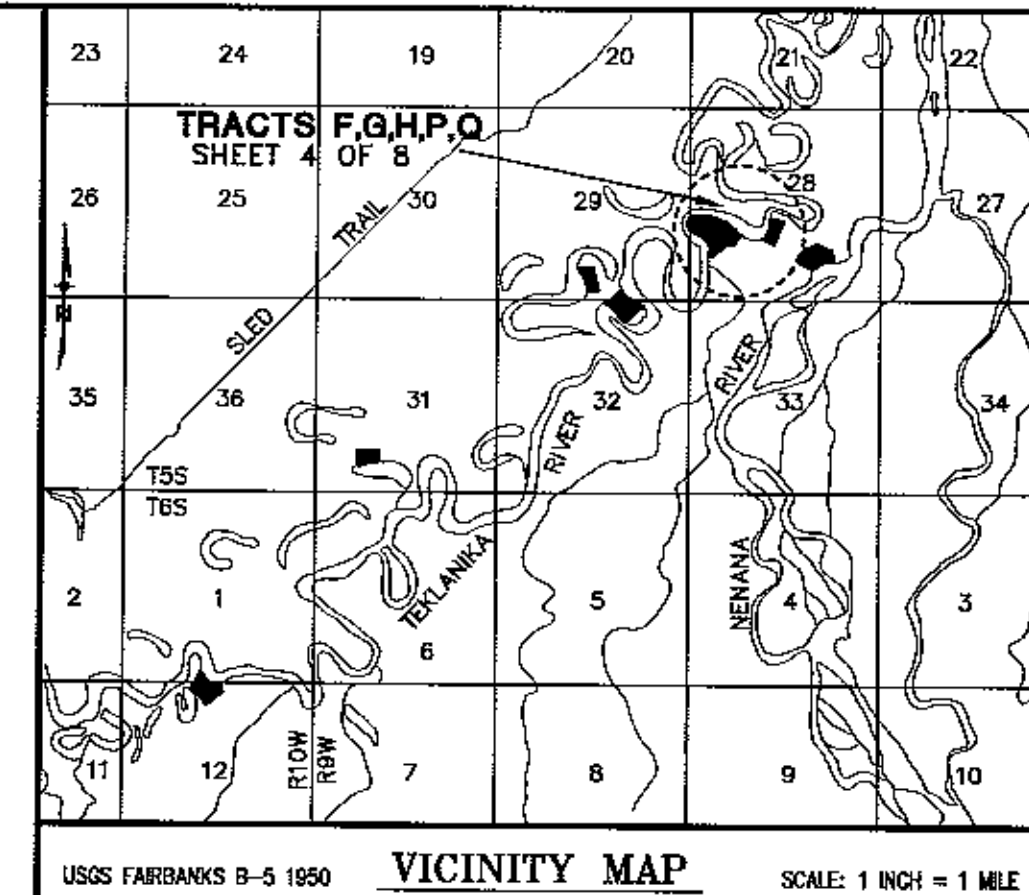 23 24 19 20 21 22
TRACTS F,G,H,P,Q
SHEET 4 OF 8
26 25 30 29 28 27
TRAIL
SLED
N
35 36 31 32 33 34
RIVER
RIVER
T5S
T6S
TEKLANIKA
NENANA
2 1 6 5 4 3
R10W
R9W
11 12 7 8 9 10
USGS FAIRBANKS B-5 1950
VICINITY MAP
SCALE: 1 INCH = 1 MILE